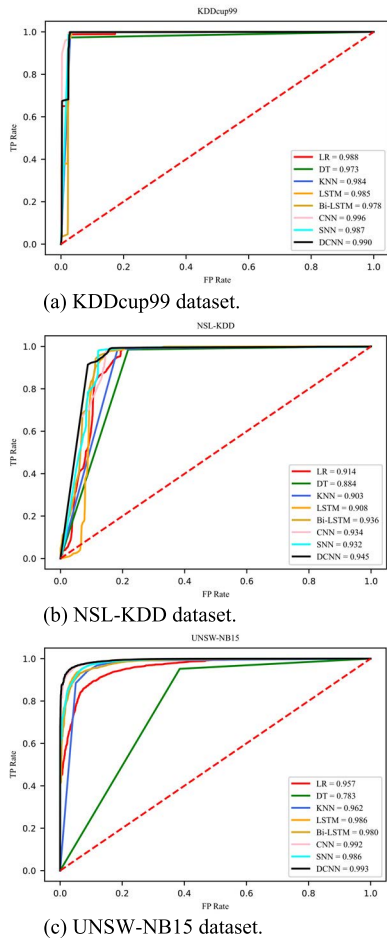 KDDcup99
TP Rate
1.0
0.8
0.6
0.4
0.2
0.0
LR = 0.988
DT = 0.973
KNN = 0.984
LSTM = 0.985
Bi-LSTM = 0.978
CNN = 0.996
SNN = 0.987
DCNN = 0.990
0.0 0.2 0.4 0.6 0.8 1.0
FP Rate
(a) KDDcup99 dataset.
NSL-KDD
TP Rate
1.0
0.8
0.6
0.4
0.2
0.0
LR = 0.914
DT = 0.884
KNN = 0.903
LSTM = 0.908
Bi-LSTM = 0.936
CNN = 0.934
SNN = 0.932
DCNN = 0.945
0.0 0.2 0.4 0.6 0.8 1.0
FP Rate
(b) NSL-KDD dataset.
UNSW-NB15
TP Rate
1.0
0.8
0.6
0.4
0.2
0.0
LR = 0.957
DT = 0.783
KNN = 0.962
LSTM = 0.986
Bi-LSTM = 0.980
CNN = 0.992
SNN = 0.986
DCNN = 0.993
0.0 0.2 0.4 0.6 0.8 1.0
FP Rate
(c) UNSW-NB15 dataset.